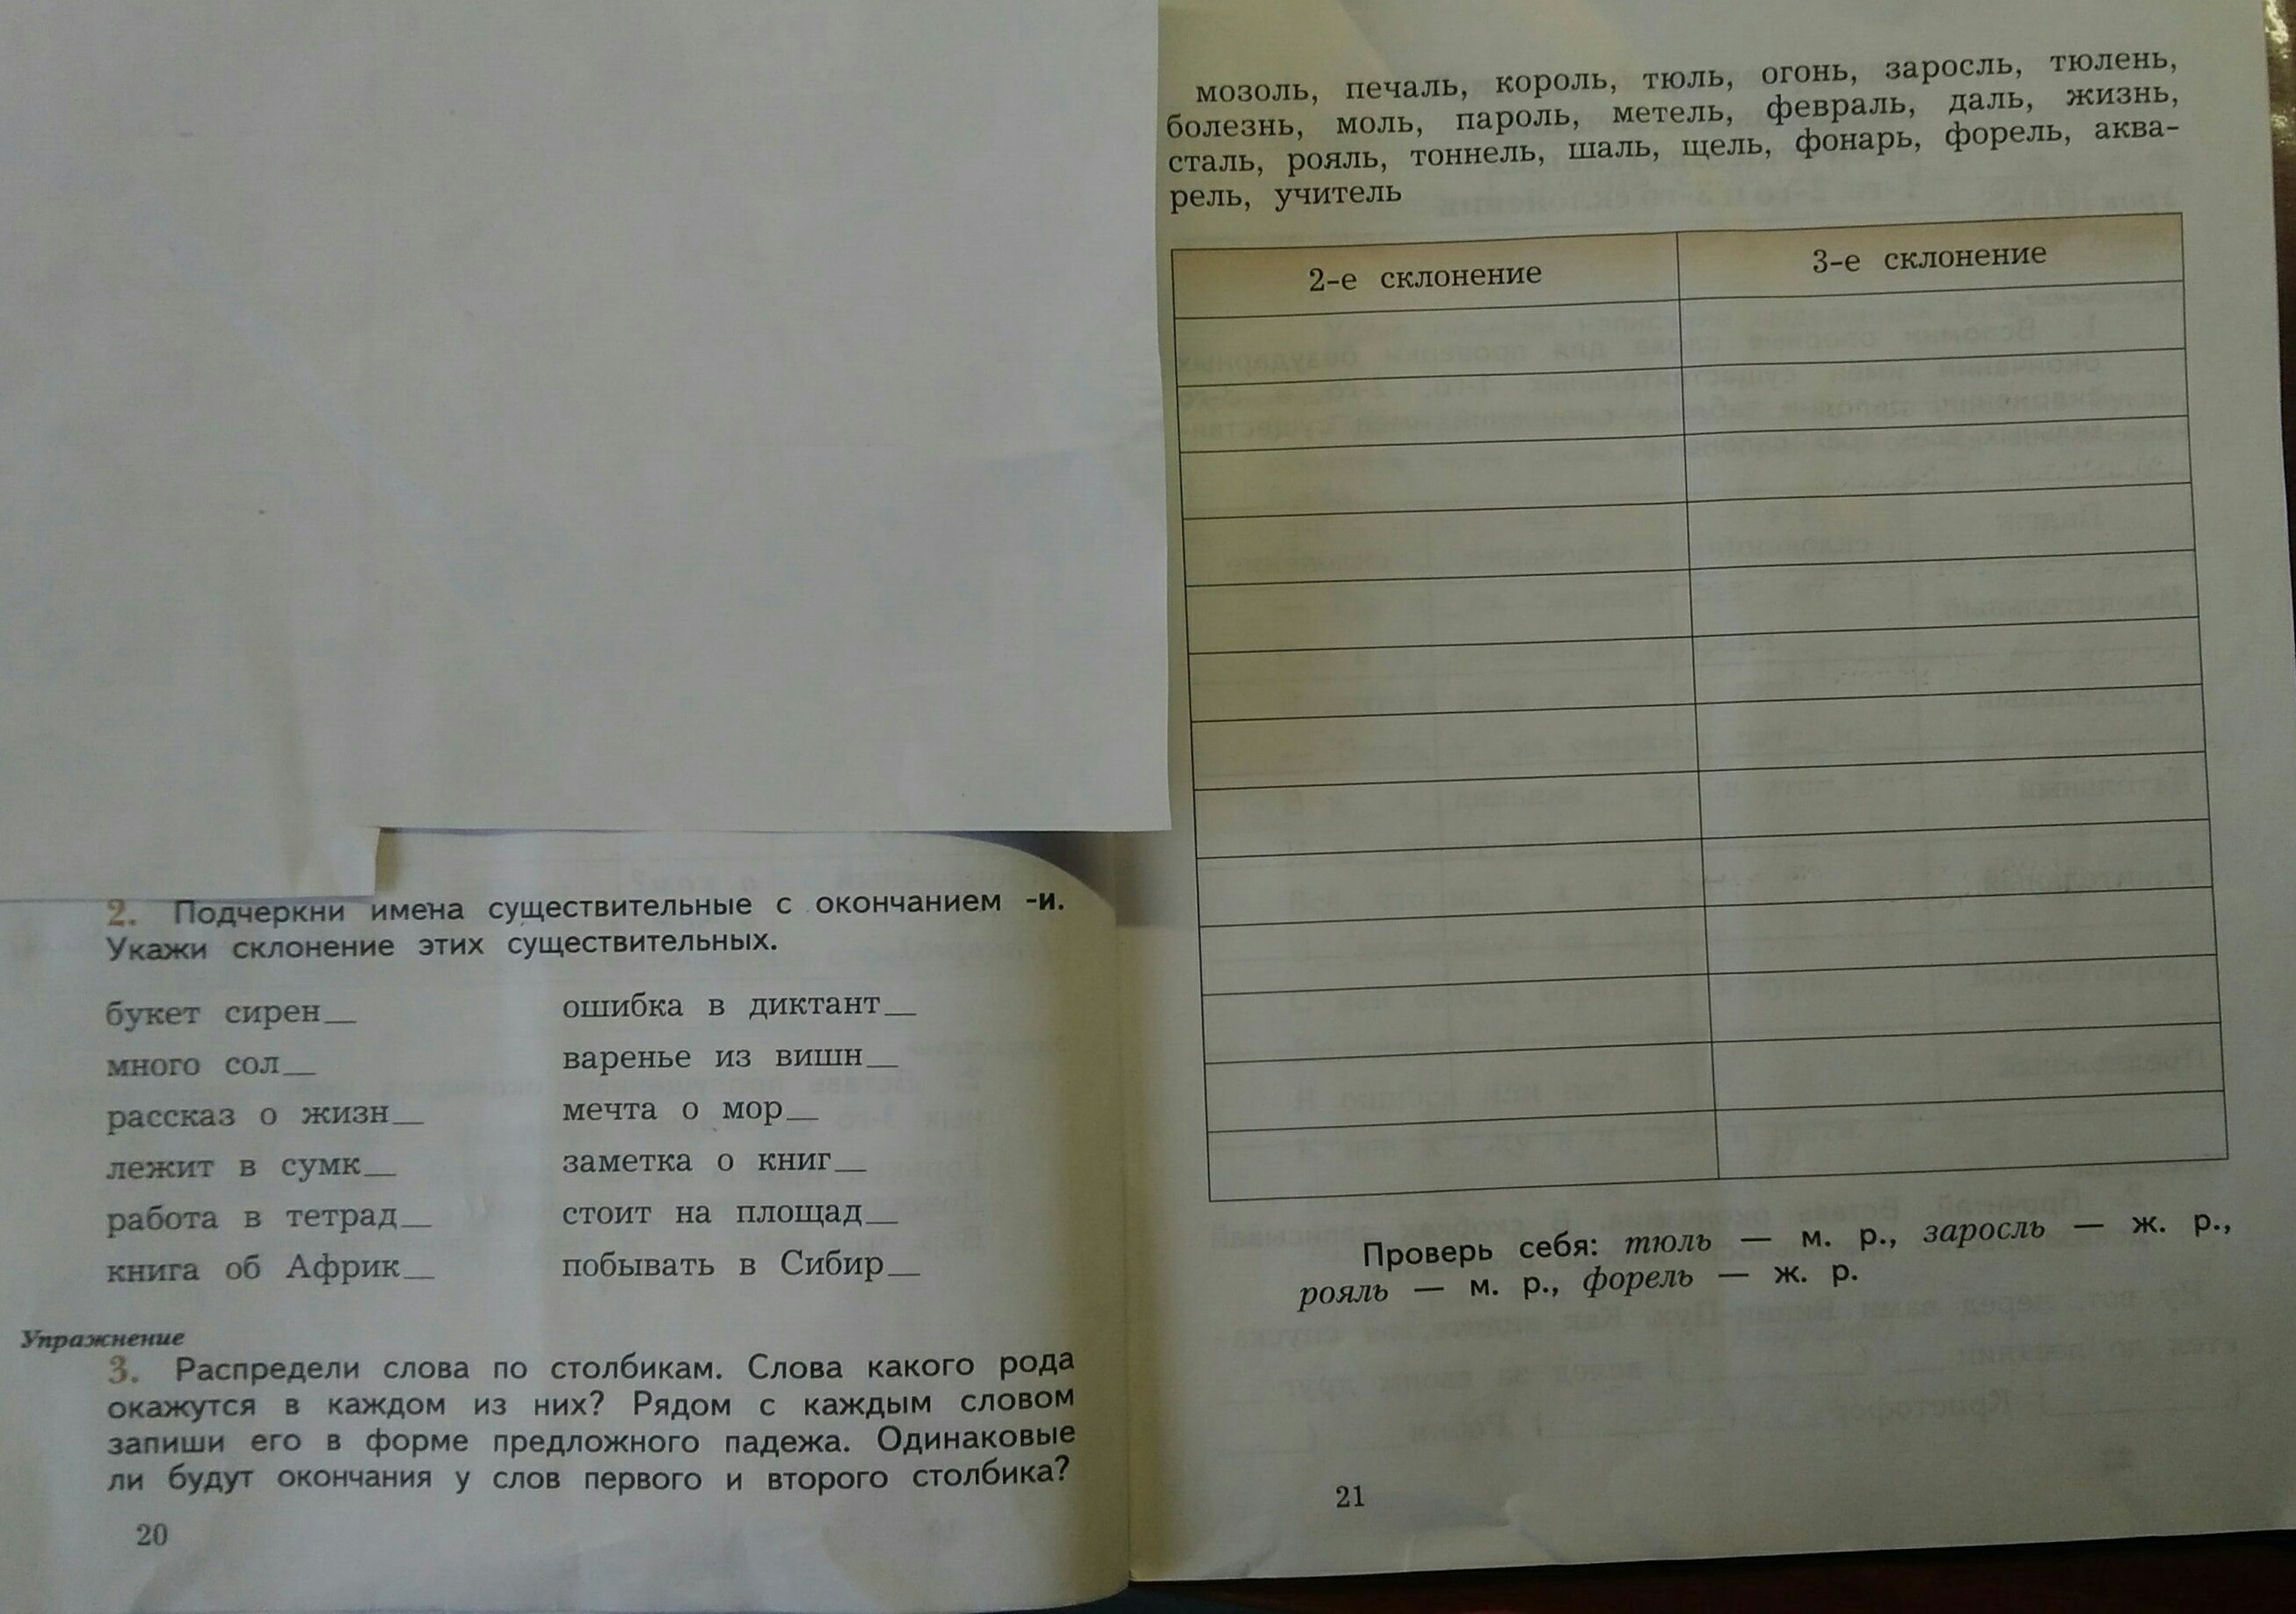 2. Подчеркни имена существительные с окончанием -и.
Укажи склонение этих существительных.
букет сирен__
много сол__
рассказ о жизн__
лежит в сумк__
работа в тетрад__
книга об Африк__
ошибка в диктант__
варенье из вишн__
мечта о мор__
заметка о книг__
стоит на площад__
побывать в Сибир__
Упражнение
3. Распредели слова по столбикам. Слова какого рода
окажутся в каждом из них? Рядом с каждым словом
запиши его в форме предложного падежа. Одинаковые
ли будут окончания у слов первого и второго столбика?
20
мозоль, печаль, король, тюль, огонь, заросль, тюлень,
болезнь, моль, пароль, метель, февраль, даль, жизнь,
сталь, рояль, тоннель, шаль, щель, фонарь, форель, аква-
рель, учитель
2-е склонение
3-е склонение
Проверь себя: тюль — м. р., заросль — ж. р.,
рояль — м. р., форель — ж. р.
21